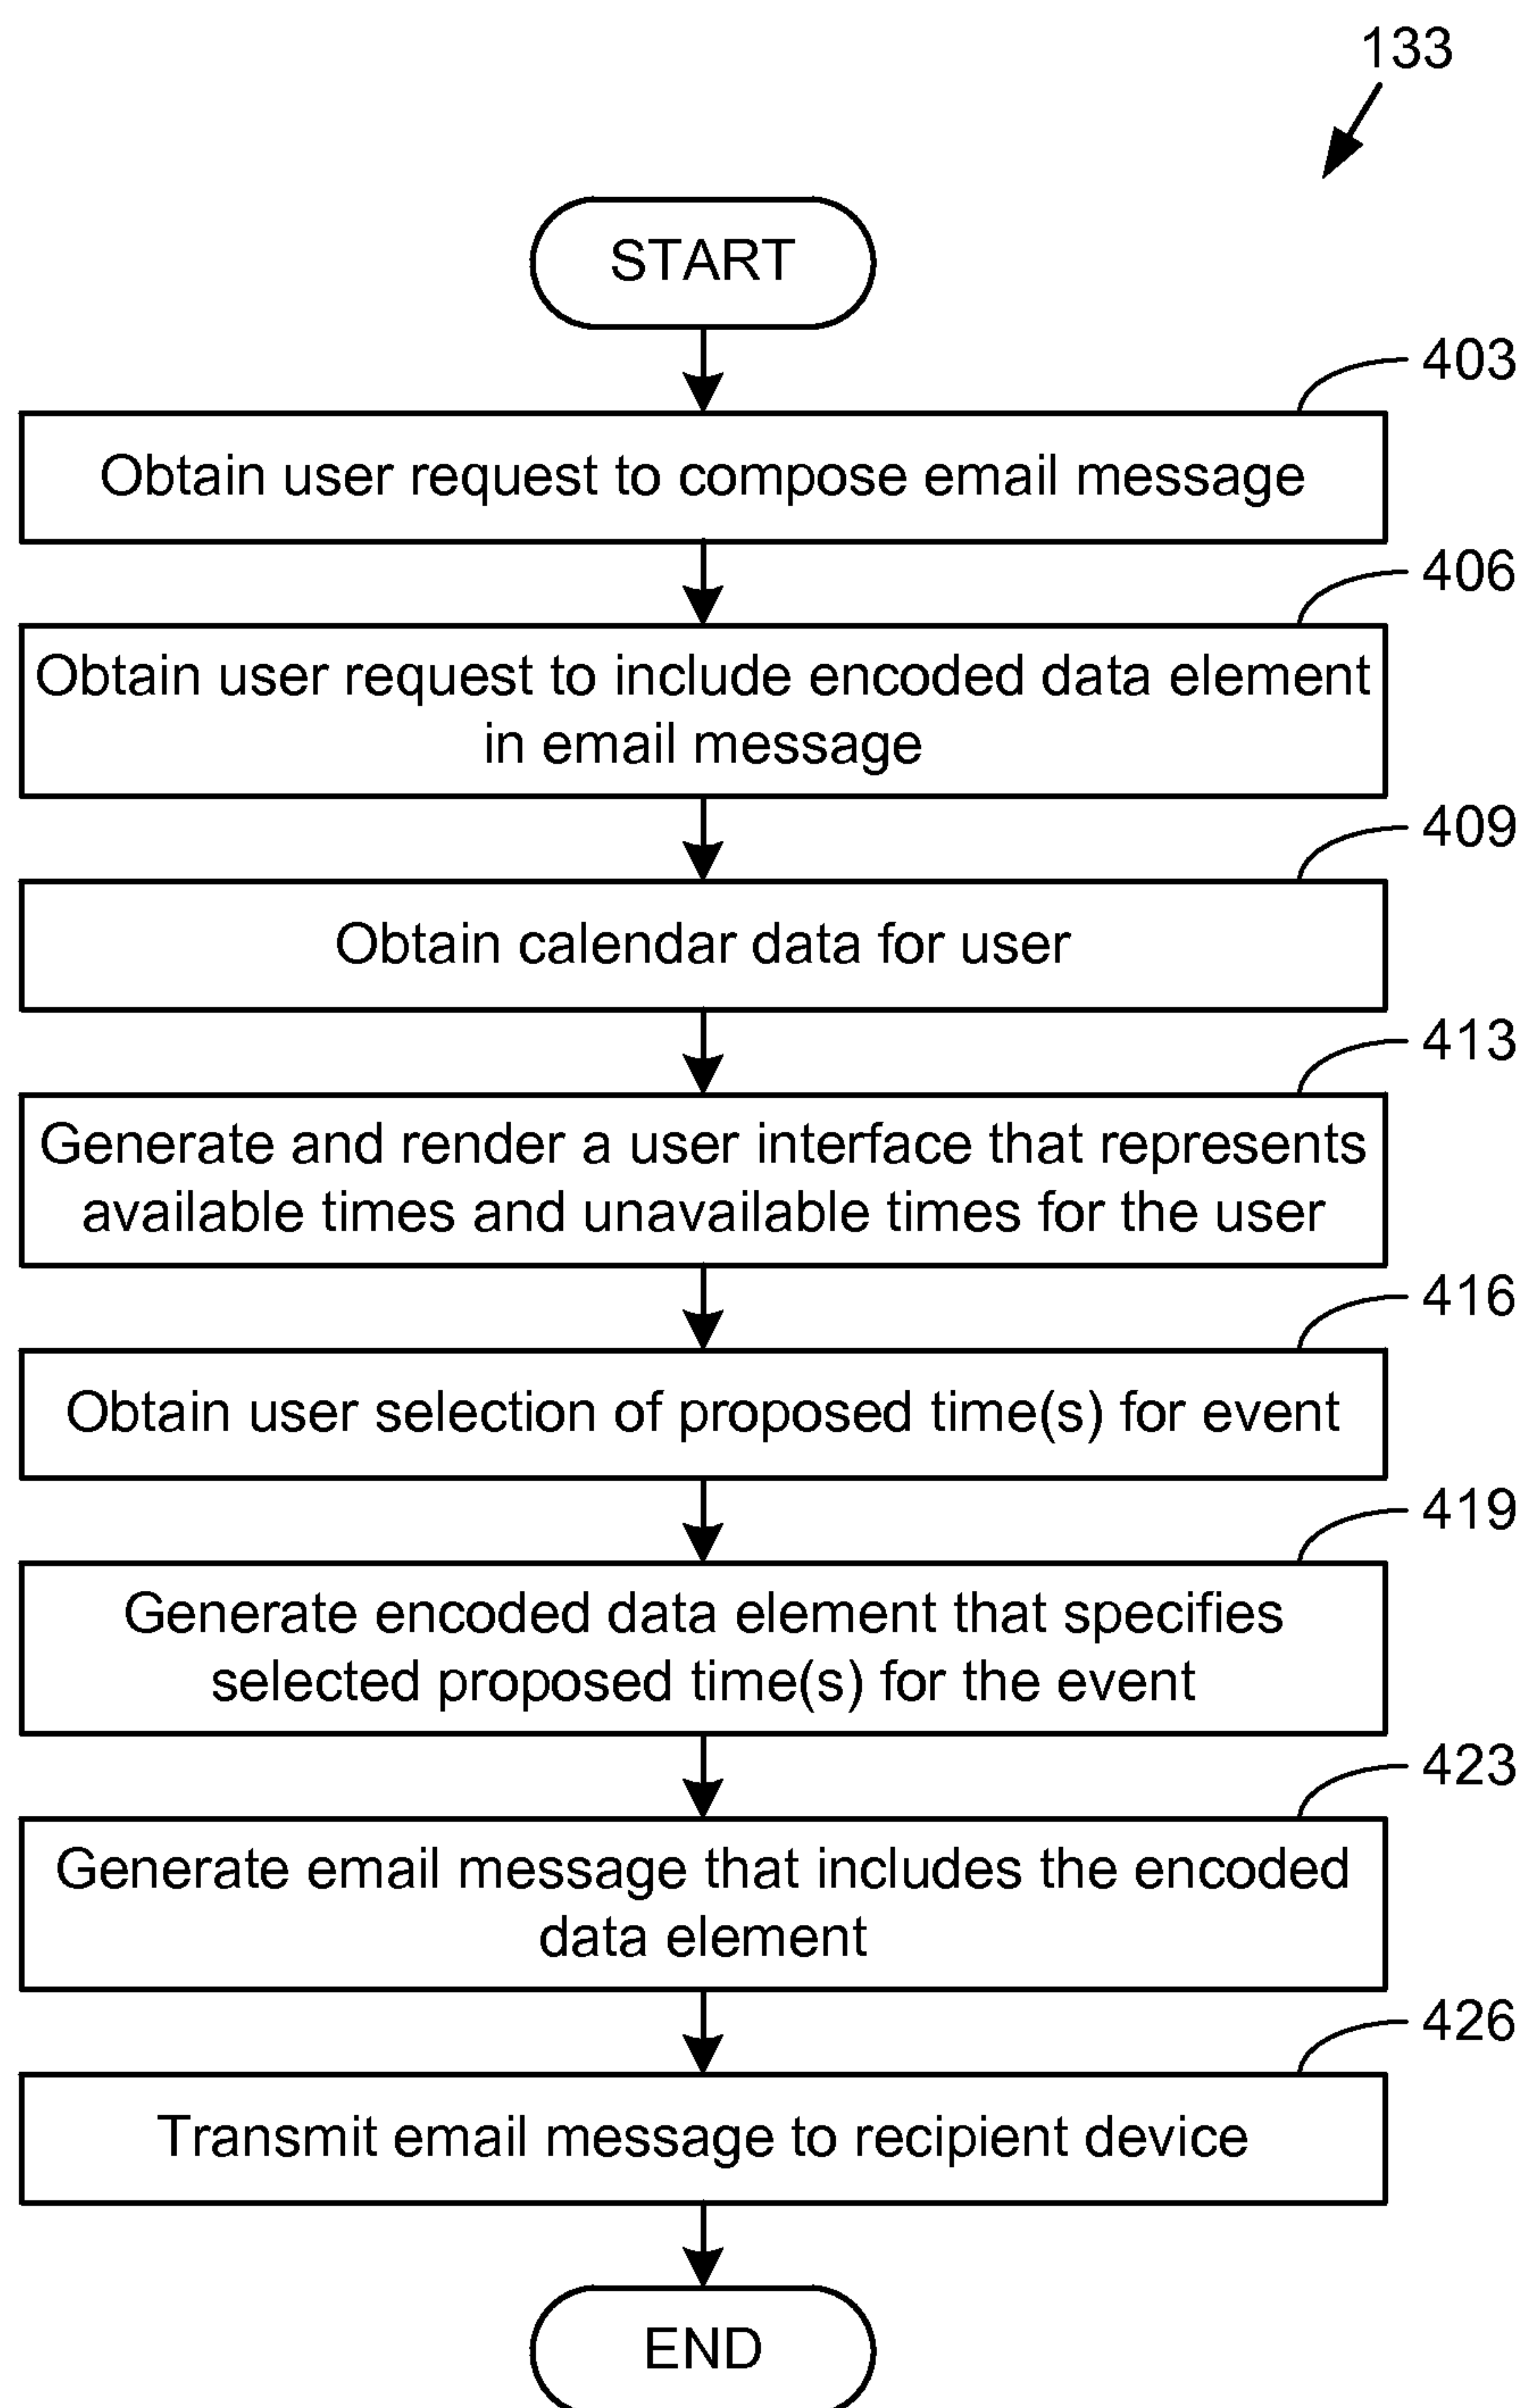 133
START
403
Obtain user request to compose email message
406
Obtain user request to include encoded data element
in email message
409
Obtain calendar data for user
413
Generate and render a user interface that represents
available times and unavailable times for the user
416
Obtain user selection of proposed time(s) for event
419
Generate encoded data element that specifies
selected proposed time(s) for the event
423
Generate email message that includes the encoded
data element
426
Transmit email message to recipient device
END